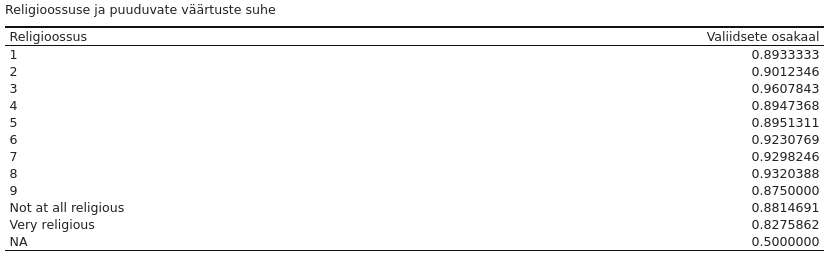 Religioossuse ja puuduvate väärtuste suhe
Religioossus Valiidsete osakaal
1 0.8933333
2 0.9012346
3 0.9607843
4 0.8947368
5 0.8951311
6 0.9230769
7 0.9298246
8 0.9320388
9 0.8750000
Not at all religious 0.8814691
Very religious 0.8275862
NA 0.5000000